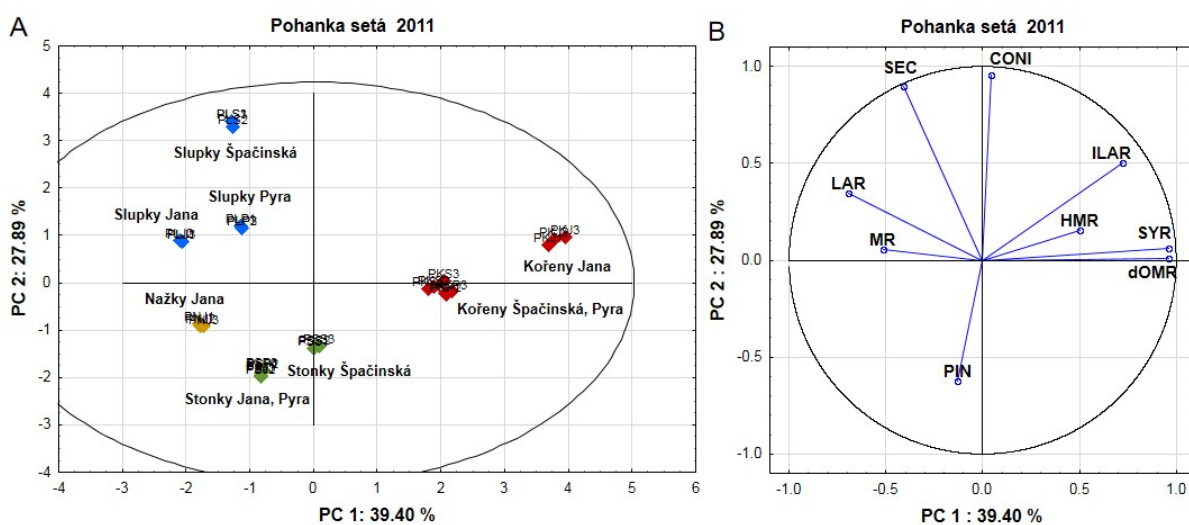 A
Pohanka setá 2011
PC 2: 27.89 %
5
4
3
2
1
0
-1
-2
-3
-4
-4
-3
-2
-1
0
1
2
3
4
5
6
PC 1: 39.40 %
Slupky Špačinská
Slupky Pyra
Slupky Jana
Nažky Jana
Stonky Špačinská
Stonky Jana, Pyra
Kořeny Jana
PKS3
Kořeny Špačinská, Pyra
B
Pohanka setá 2011
PC 2 : 27.89 %
1.0
0.5
0.0
-0.5
-1.0
-1.0
-0.5
0.0
0.5
1.0
PC 1 : 39.40 %
SEC
CONI
ILAR
LAR
HMR
MR
SYR
dOMR
PIN